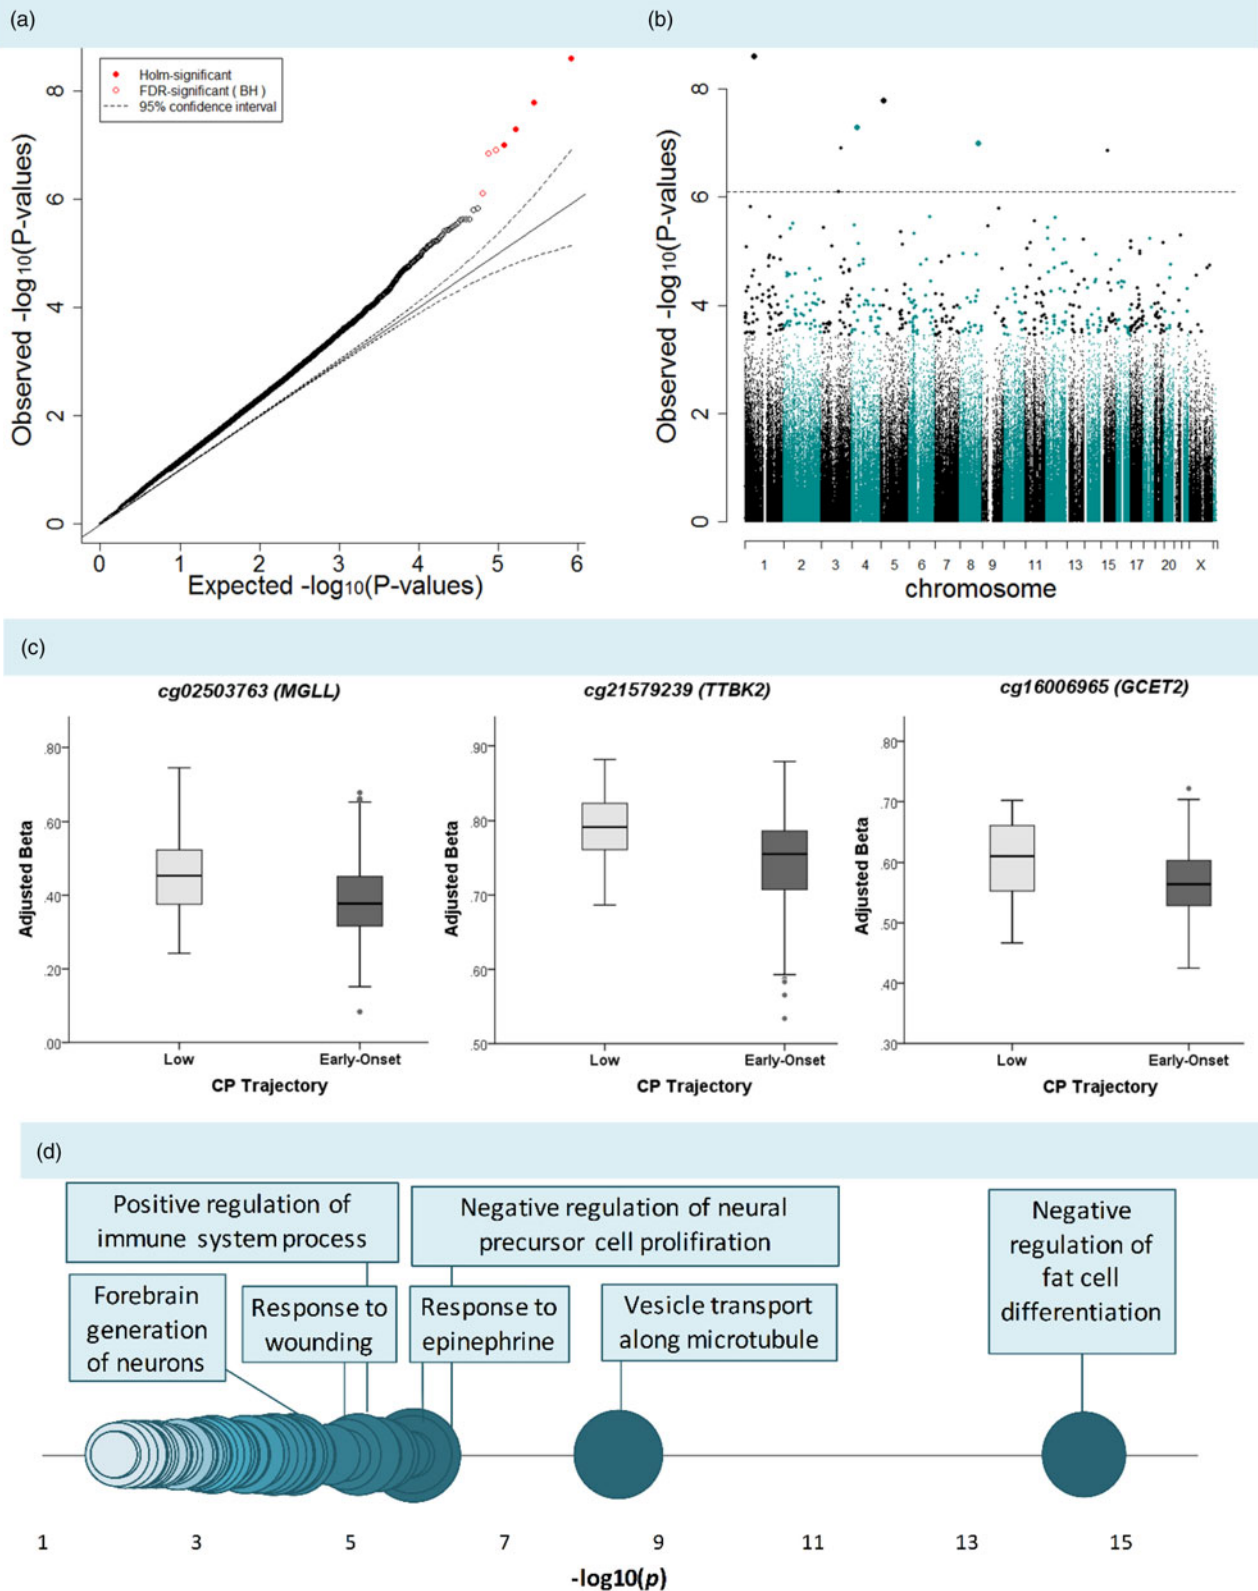 (a)
(b)
Holm-significant
FDR-significant ( BH )
95% confidence interval
Observed -log10(P-values)
8
6
4
2
0
0 1 2 3 4 5 6
Expected -log10(P-values)
Observed -log10(P-values)
8
6
4
2
0
1 2 3 4 5 6 7 8 9 11 13 15 17 20 X
chromosome
(c)
cg02503763 (MGLL)
Adjusted Beta
.80
.60
.40
.20
.00
Low Early-Onset
CP Trajectory
cg21579239 (TTBK2)
Adjusted Beta
.90
.80
.70
.60
.50
Low Early-Onset
CP Trajectory
cg16006965 (GCET2)
Adjusted Beta
.80
.70
.60
.50
.40
.30
Low Early-Onset
CP Trajectory
(d)
Positive regulation of
immune system process
Negative regulation of neural
precursor cell prolifiration
Negative
regulation of
fat cell
differentiation
Forebrain
generation
of neurons
Response to
wounding
Response to
epinephrine
Vesicle transport
along microtubule
1 3 5 7 9 11 13 15
-log10(p)